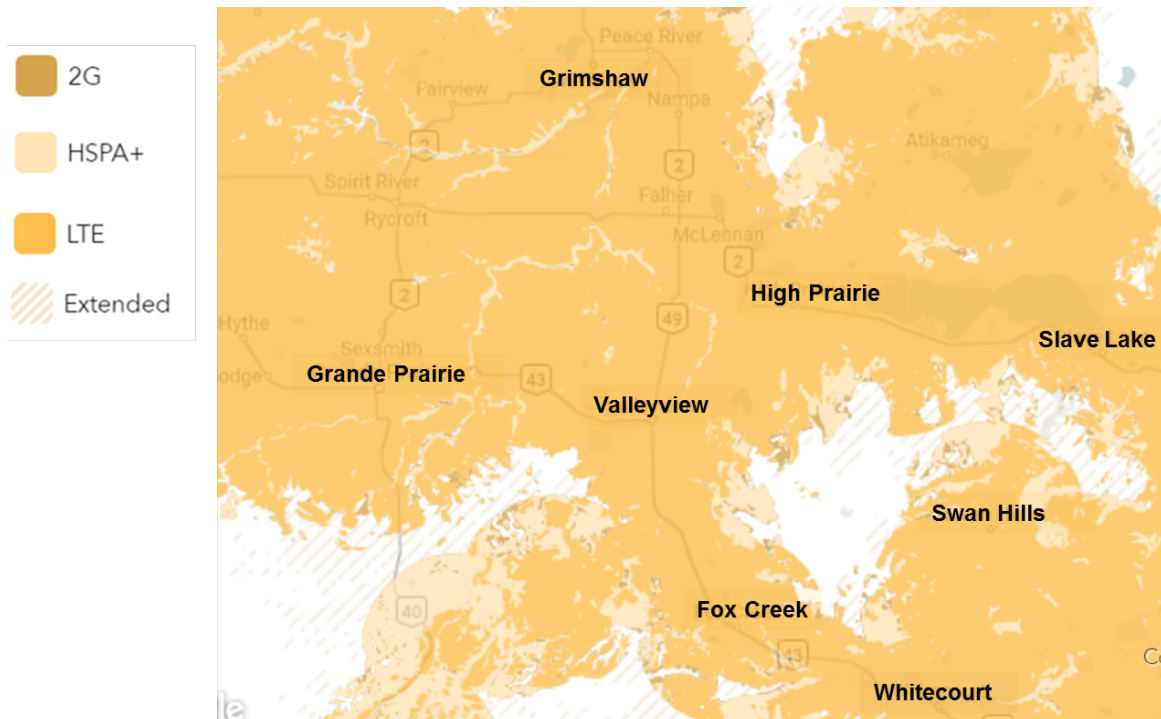 2G
HSPA+
LTE
Extended
Peace River
Grimshaw
Fairview
Nampa
2
Atikameg
2
Spirit River
Falher
Rycroft
McLennan
2
High Prairie
2
49
Hythe
Slave Lake
Sexsmith
Grande Prairie
43
Valleyview
Swan Hills
Fox Creek
40
43
Whitecourt